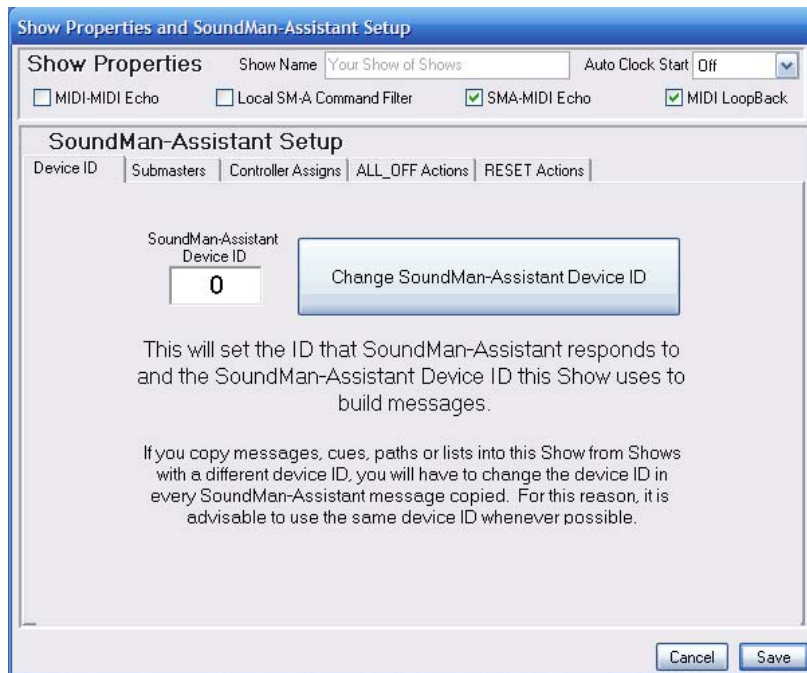 Show Properties and SoundMan-Assistant Setup
Show Properties Show Name Your Show of Shows Auto Clock Start Off
MIDI-MIDI Echo Local SM-A Command Filter SMA-MIDI Echo MIDI LoopBack
SoundMan-Assistant Setup
Device ID Submasters Controller Assigns ALL_OFF Actions RESET Actions
SoundMan-Assistant
Device ID
0
Change SoundMan-Assistant Device ID
This will set the ID that SoundMan-Assistant responds to
and the SoundMan-Assistant Device ID this Show uses to
build messages.
If you copy messages, cues, paths or lists into this Show from Shows
with a different device ID, you will have to change the device ID in
every SoundMan-Assistant message copied. For this reason, it is
advisable to use the same device ID whenever possible.
Cancel Save